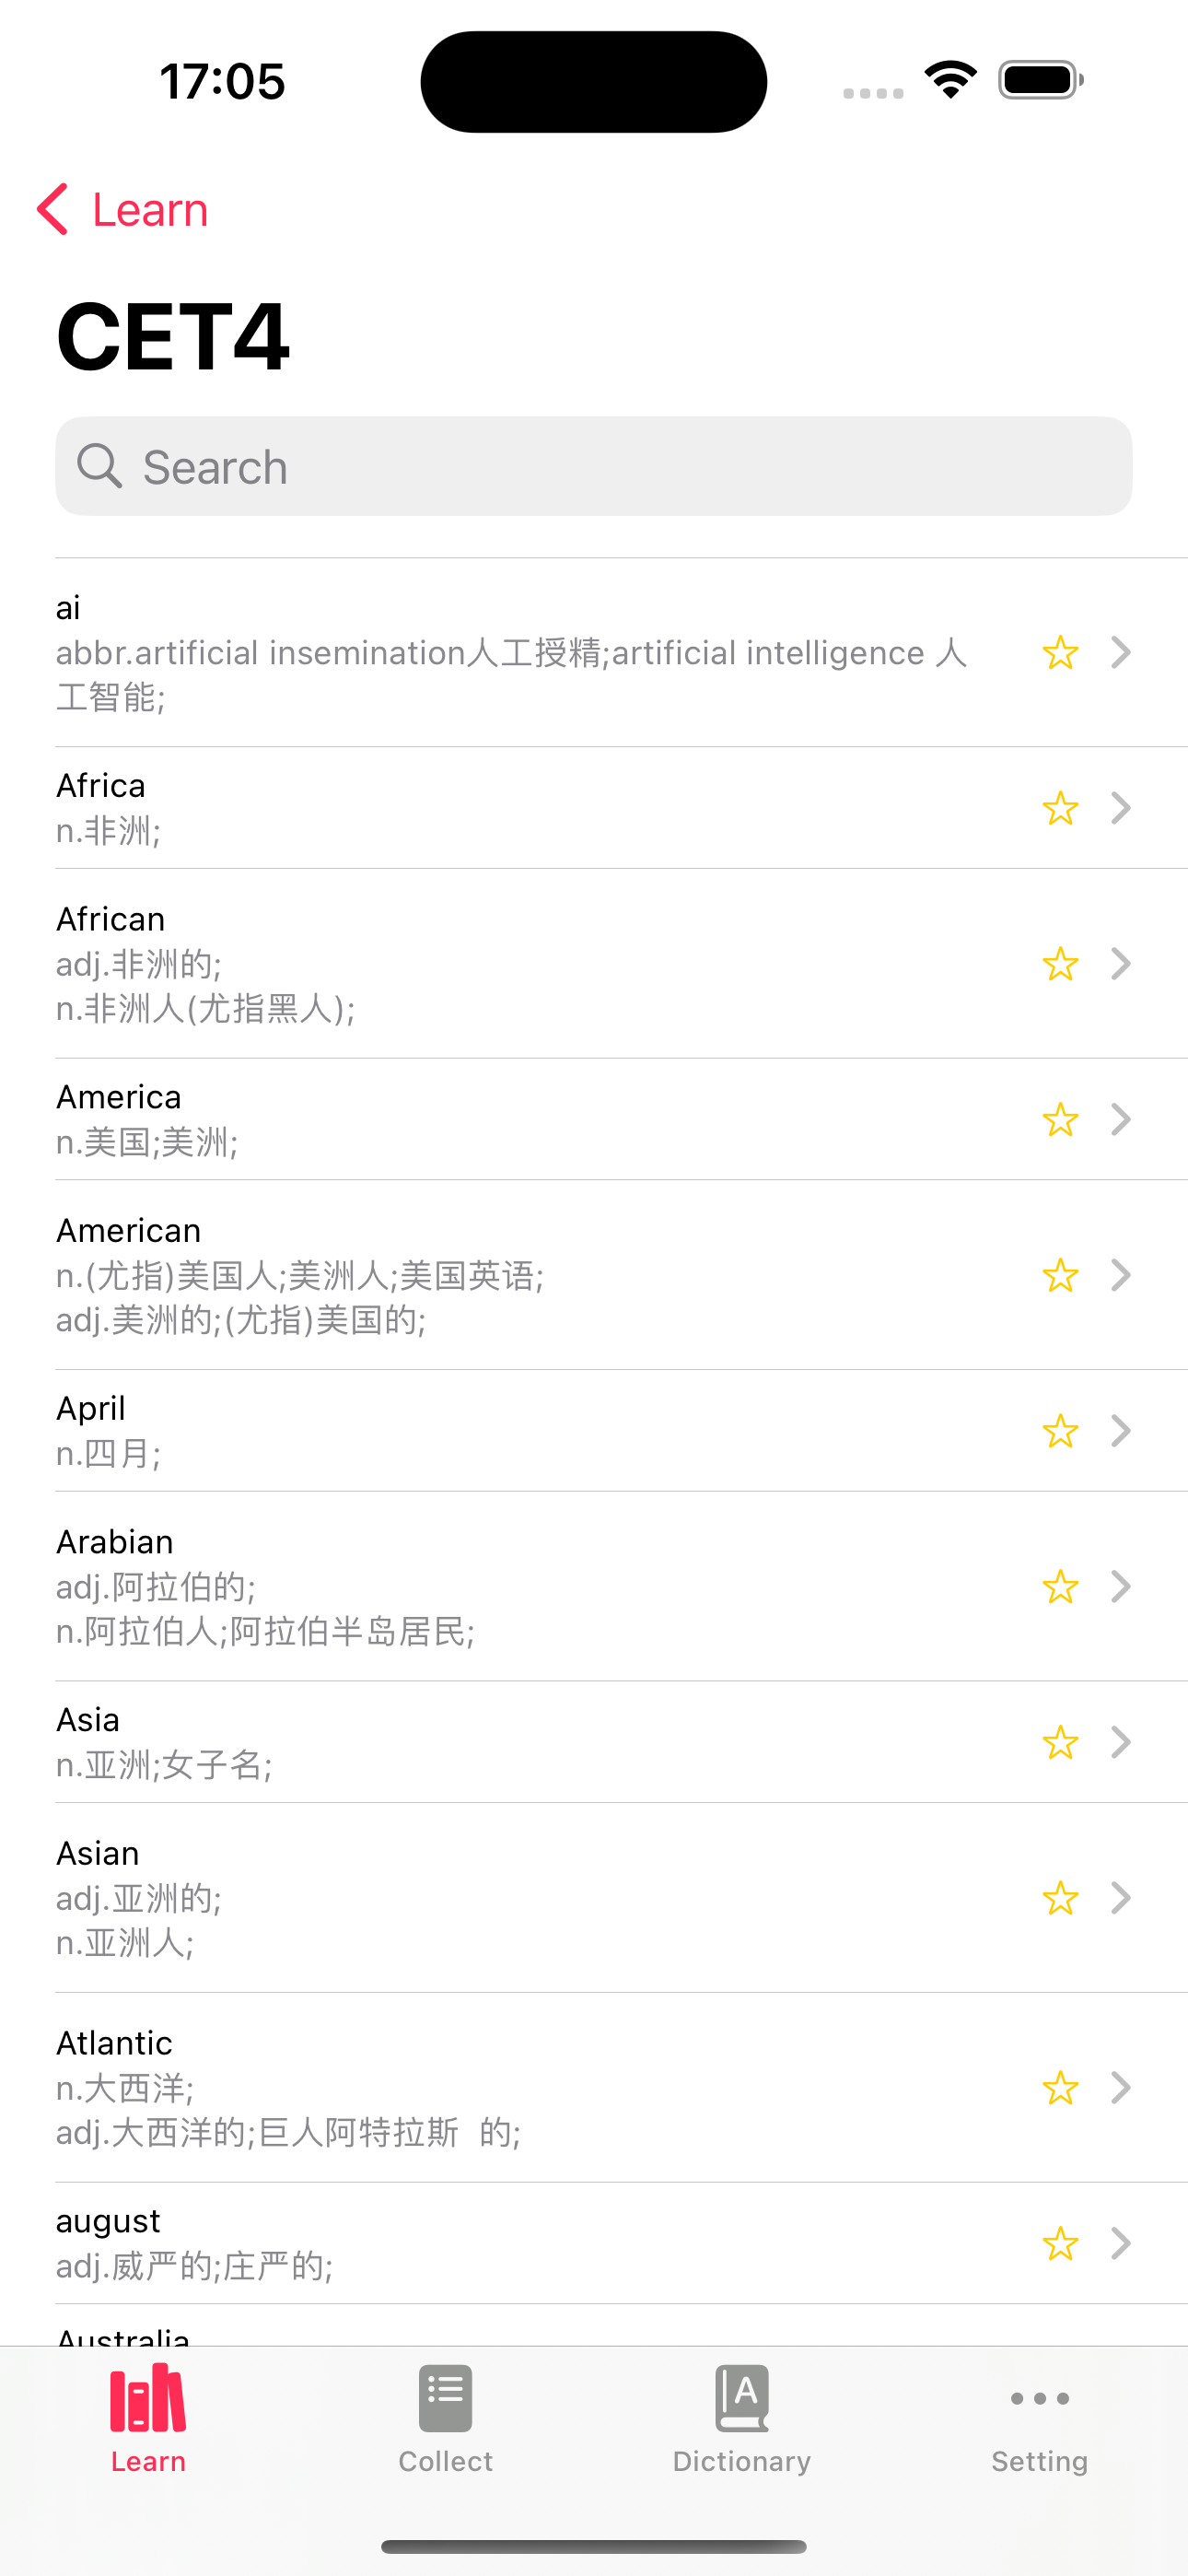 17:05
Learn
CET4
Search
ai
abbr.artificial insemination人工授精;artificial intelligence 人
工智能;
Africa
n.非洲;
African
adj.非洲的;
n.非洲人(尤指黑人);
America
n.美国;美洲;
American
n.(尤指)美国人;美洲人;美国英语;
adj.美洲的;(尤指)美国的;
April
n.四月;
Arabian
adj.阿拉伯的;
n.阿拉伯人;阿拉伯半岛居民;
Asia
n.亚洲;女子名;
Asian
adj.亚洲的;
n.亚洲人;
Atlantic
n.大西洋;
adj.大西洋的;巨人阿特拉斯 的;
august
adj.威严的;庄严的;
Australia
Learn
Collect
Dictionary
Setting